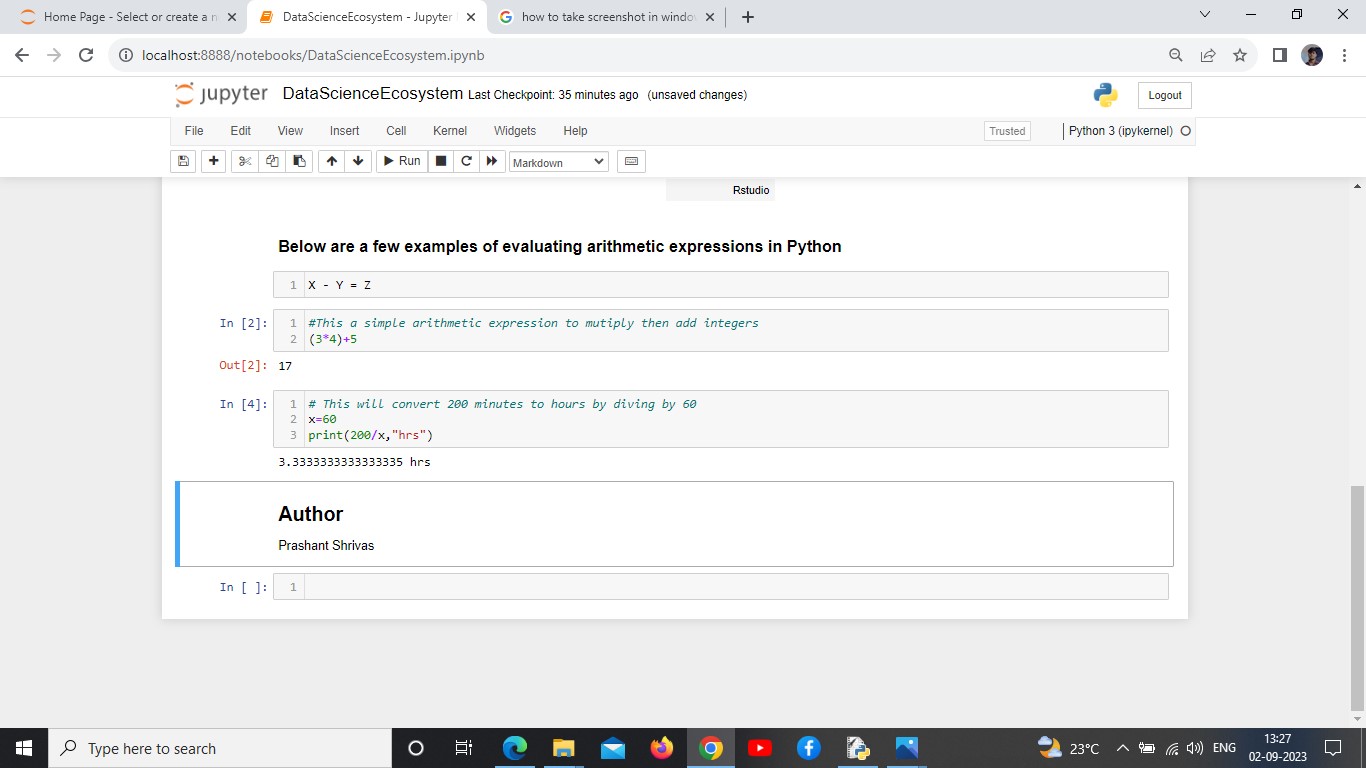 Home Page - Select or create a n
DataScienceEcosystem - Jupyter
how to take screenshot in window
localhost:8888/notebooks/DataScienceEcosystem.ipynb
jupyter DataScienceEcosystem Last Checkpoint: 35 minutes ago (unsaved changes)
Logout
File Edit View Insert Cell Kernel Widgets Help
Trusted
Python 3 (ipykernel)
Run
Markdown
Rstudio
Below are a few examples of evaluating arithmetic expressions in Python
1 X - Y = Z
In [2]: 1 #This a simple arithmetic expression to mutiply then add integers
2 (3*4)+5
Out[2]: 17
In [4]: 1 # This will convert 200 minutes to hours by diving by 60
2 x=60
3 print(200/x,"hrs")
3.3333333333333335 hrs
Author
Prashant Shrivas
In [ ]: 1
Type here to search
23°C
ENG
13:27
02-09-2023